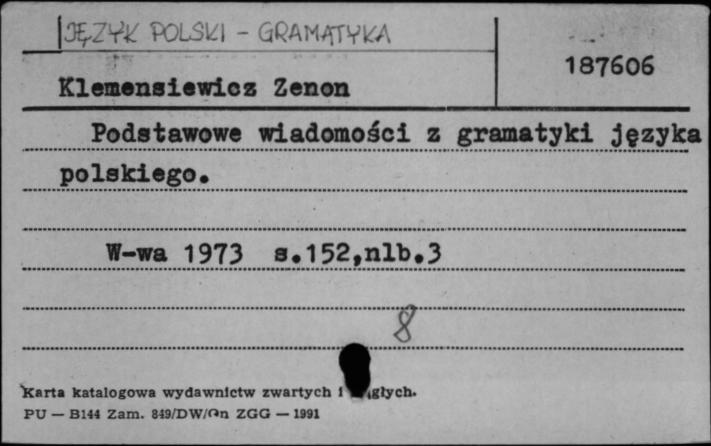 JĘZYK POLSKI - GRAMATYKA
187606
Klemensiewicz Zenon
Podstawowe wiadomości z gramatyki języka
polskiego.
W-wa 1973 s.152,nlb.3
8
Karta katalogowa wydawnictw zwartych i
PU — B144 Zam. 849/DW/ ZGG — 1991